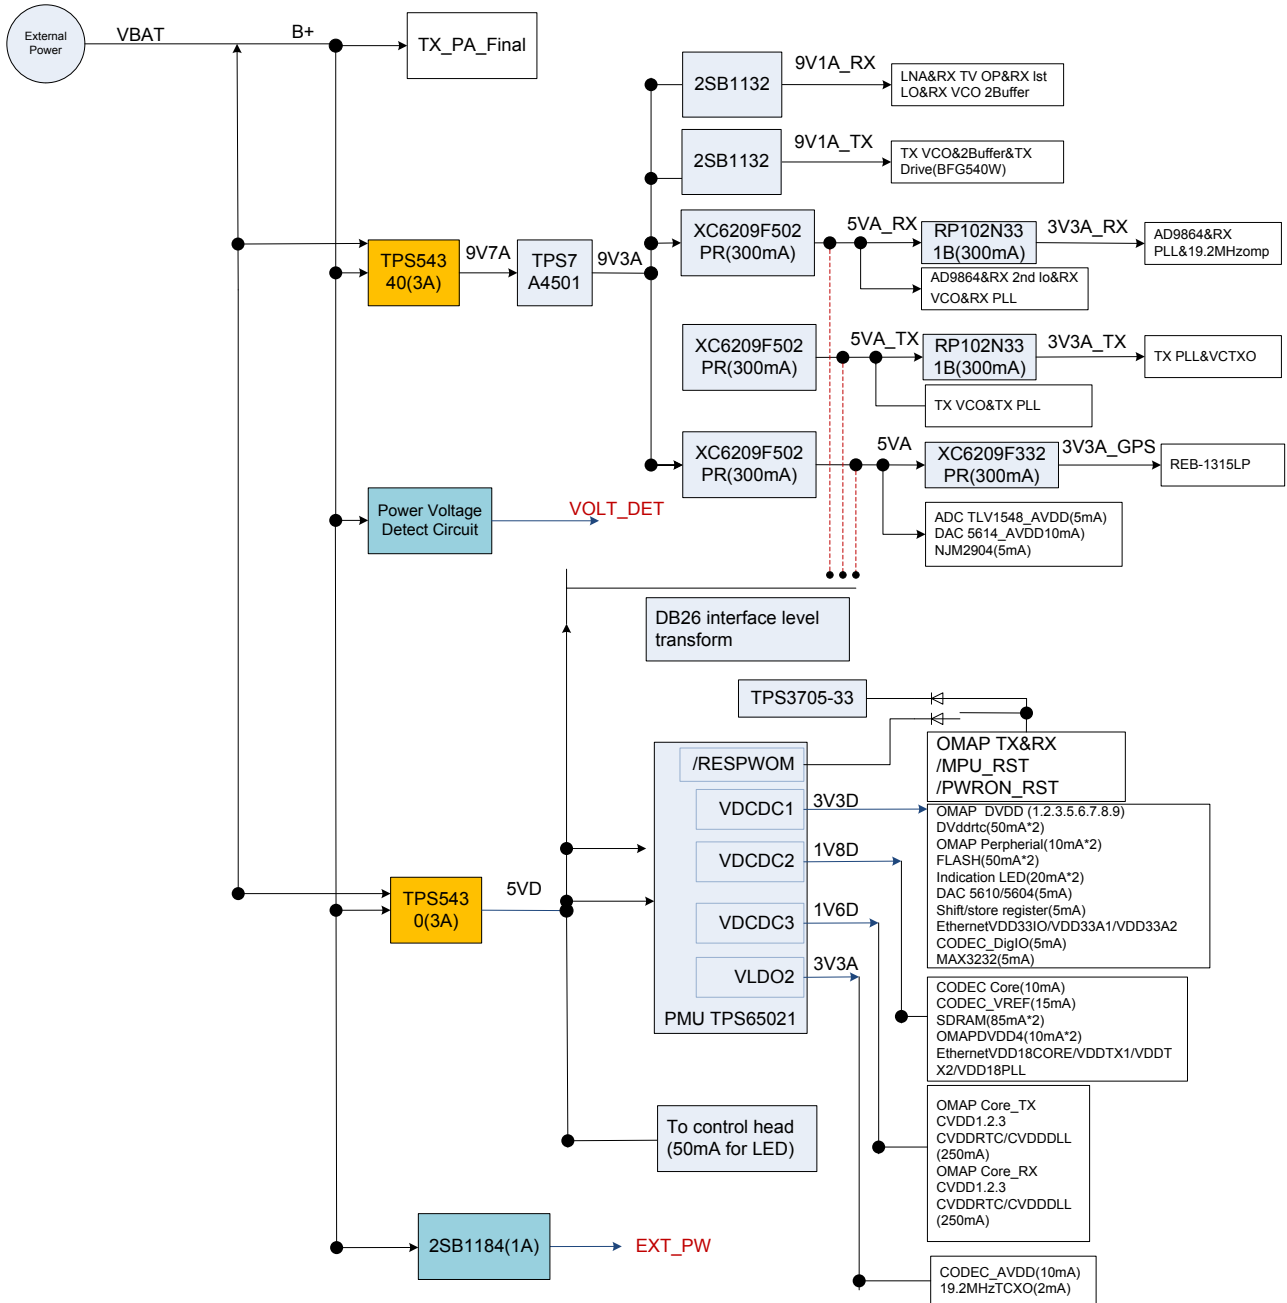 External
Power
VBAT
B+
TX_PA_Final
2SB1132
9V1A_RX
LNA&RX TV OP&RX Ist
LO&RX VCO 2Buffer
2SB1132
9V1A_TX
TX VCO&2Buffer&TX
Drive(BFG540W)
TPS543
40(3A)
9V7A
TPS7
A4501
9V3A
XC6209F502
PR(300mA)
5VA_RX
RP102N33
1B(300mA)
3V3A_RX
AD9864&RX
PLL&19.2MHzomp
AD9864&RX 2nd lo&RX
VCO&RX PLL
XC6209F502
PR(300mA)
5VA_TX
RP102N33
1B(300mA)
3V3A_TX
TX PLL&VCTXO
TX VCO&TX PLL
XC6209F502
PR(300mA)
5VA
XC6209F332
PR(300mA)
3V3A_GPS
REB-1315LP
ADC TLV1548_AVDD(5mA)
DAC 5614_AVDD10mA)
NJM2904(5mA)
Power Voltage
Detect Circuit
VOLT_DET
DB26 interface level
transform
TPS3705-33
OMAP TX&RX
/MPU_RST
/PWRON_RST
/RESPWOM
VDCDC1
3V3D
VDCDC2
1V8D
VDCDC3
1V6D
VLDO2
3V3A
PMU TPS65021
OMAP  DVDD (1.2.3.5.6.7.8.9)
DVddrtc(50mA*2)
OMAP Perpherial(10mA*2)
FLASH(50mA*2)
Indication LED(20mA*2)
DAC 5610/5604(5mA)
Shift/store register(5mA)
EthernetVDD33IO/VDD33A1/VDD33A2
CODEC_DigIO(5mA)
MAX3232(5mA)
TPS543
0(3A)
5VD
CODEC Core(10mA)
CODEC_VREF(15mA)
SDRAM(85mA*2)
OMAPDVDD4(10mA*2)
EthernetVDD18CORE/VDDTX1/VDDT
X2/VDD18PLL
To control head
(50mA for LED)
OMAP Core_TX
CVDD1.2.3
CVDDRTC/CVDDDLL
(250mA)
OMAP Core_RX
CVDD1.2.3
CVDDRTC/CVDDDLL
(250mA)
2SB1184(1A)
EXT_PW
CODEC_AVDD(10mA)
19.2MHzTCXO(2mA)